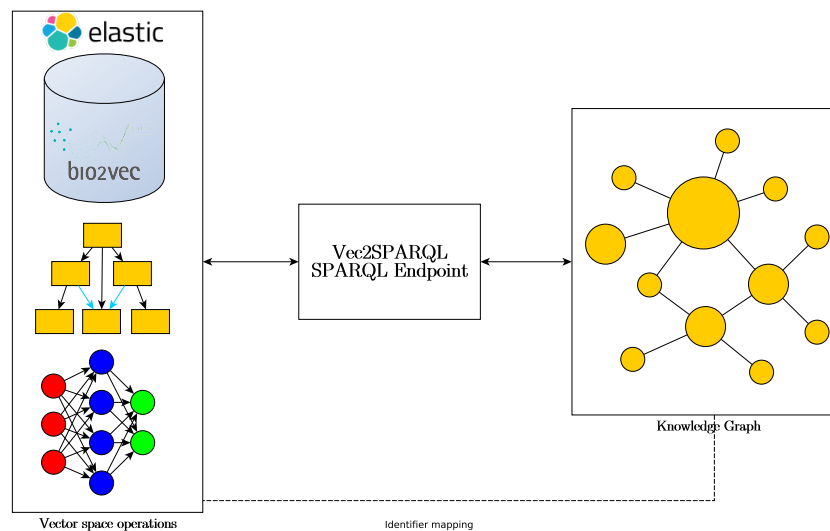 elastic
bio2vec
Vec2SPARQL
SPARQL Endpoint
Knowledge Graph
Vector space operations
Identifier mapping